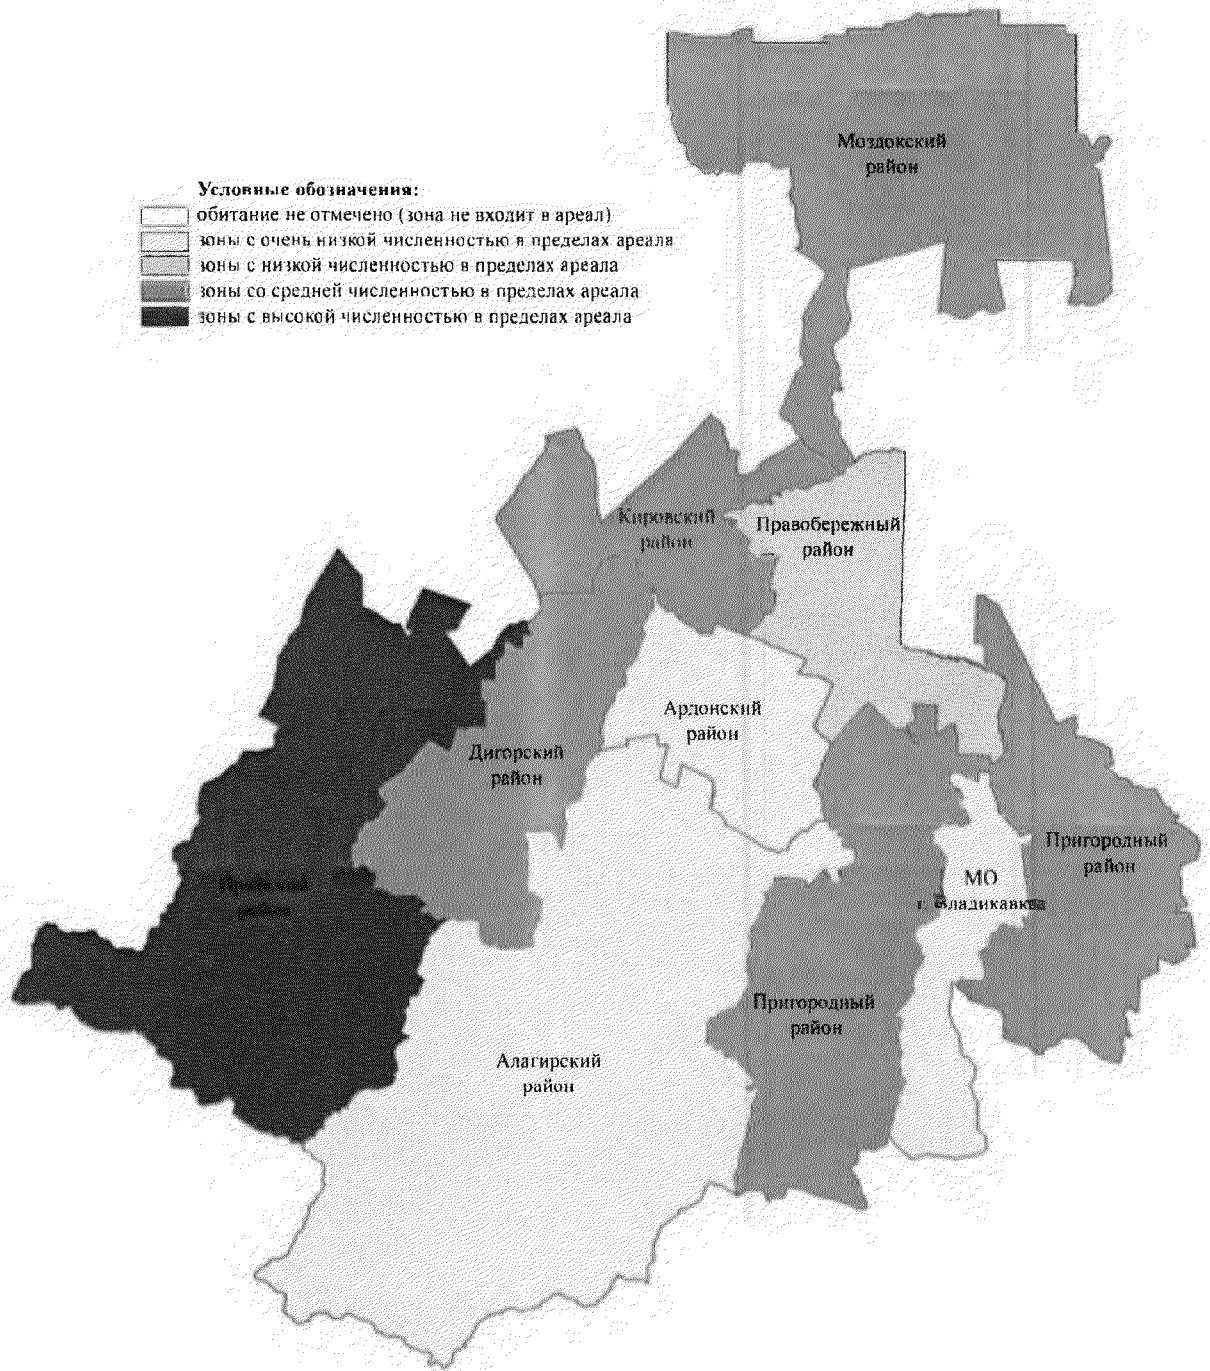 Условные обозначения:
обитание не отмечено (зона не входит в ареал)
зоны с очень низкой численностью в пределах ареала
зоны с низкой численностью в пределах ареала
зоны со средней численностью в пределах ареала
зоны с высокой численностью в пределах ареала
Моздокский
район
Кировский
район
Правобережный
район
Ардонский
район
Дигорский
район
Пригородный
район
МО
г. Владикавказ
район
Пригородный
район
Алагирский
район